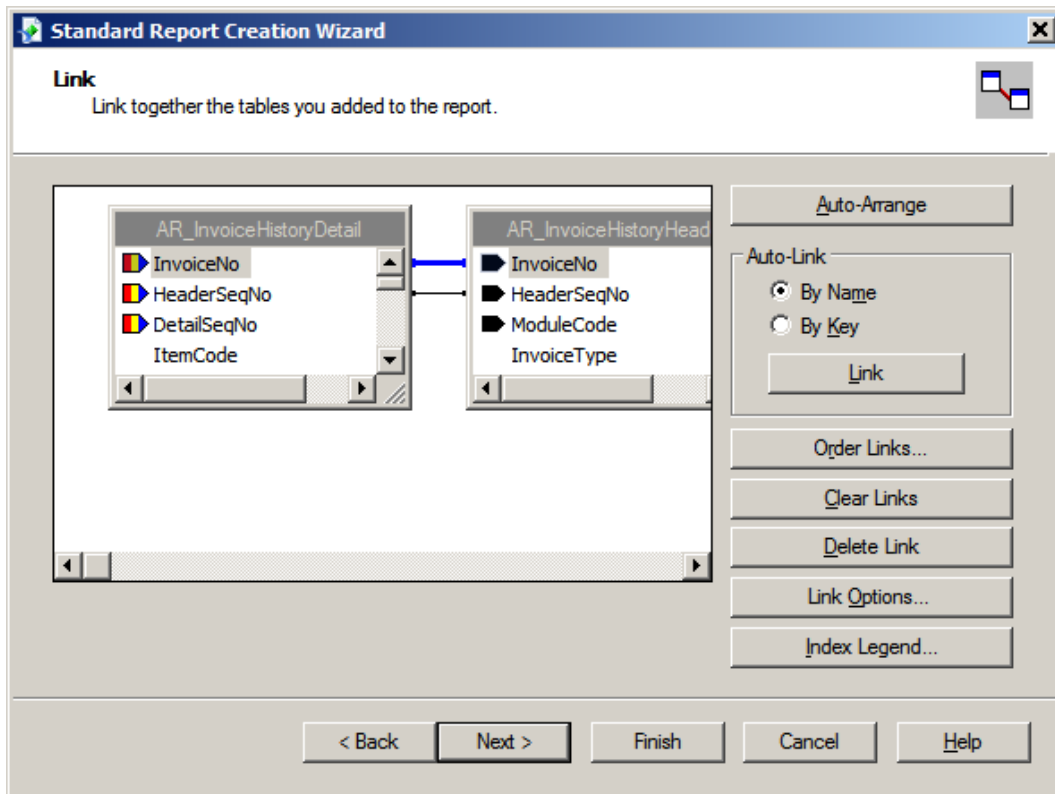 Standard Report Creation Wizard
Link
Link together the tables you added to the report.
AR_InvoiceHistoryDetail
InvoiceNo
HeaderSeqNo
DetailSeqNo
ItemCode
AR_InvoiceHistoryHead
InvoiceNo
HeaderSeqNo
ModuleCode
InvoiceType
Auto-Arrange
Auto-Link
By Name
By Key
Link
Order Links...
Clear Links
Delete Link
Link Options...
Index Legend...
< Back
Next >
Finish
Cancel
Help